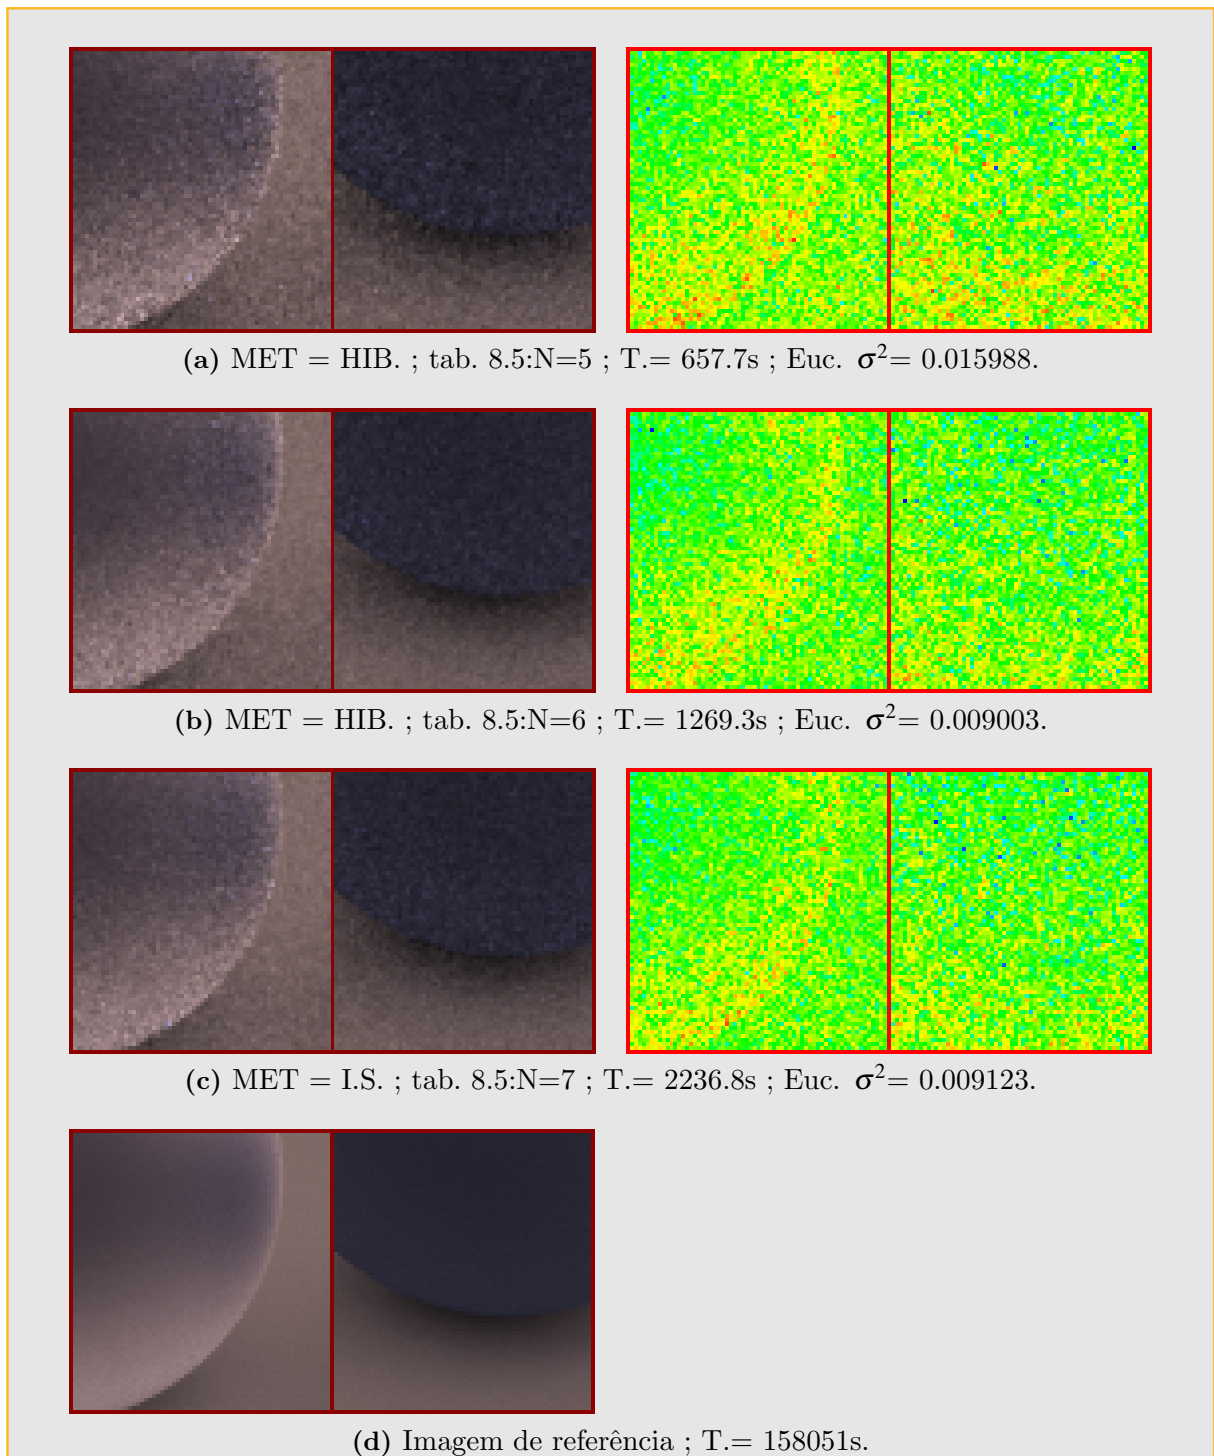 (a) MET = HIB. ; tab. 8.5:N=5 ; T.= 657.7s ; Euc. σ²= 0.015988.
(b) MET = HIB. ; tab. 8.5:N=6 ; T.= 1269.3s ; Euc. σ²= 0.009003.
(c) MET = I.S. ; tab. 8.5:N=7 ; T.= 2236.8s ; Euc. σ²= 0.009123.
(d) Imagem de referência ; T.= 158051s.